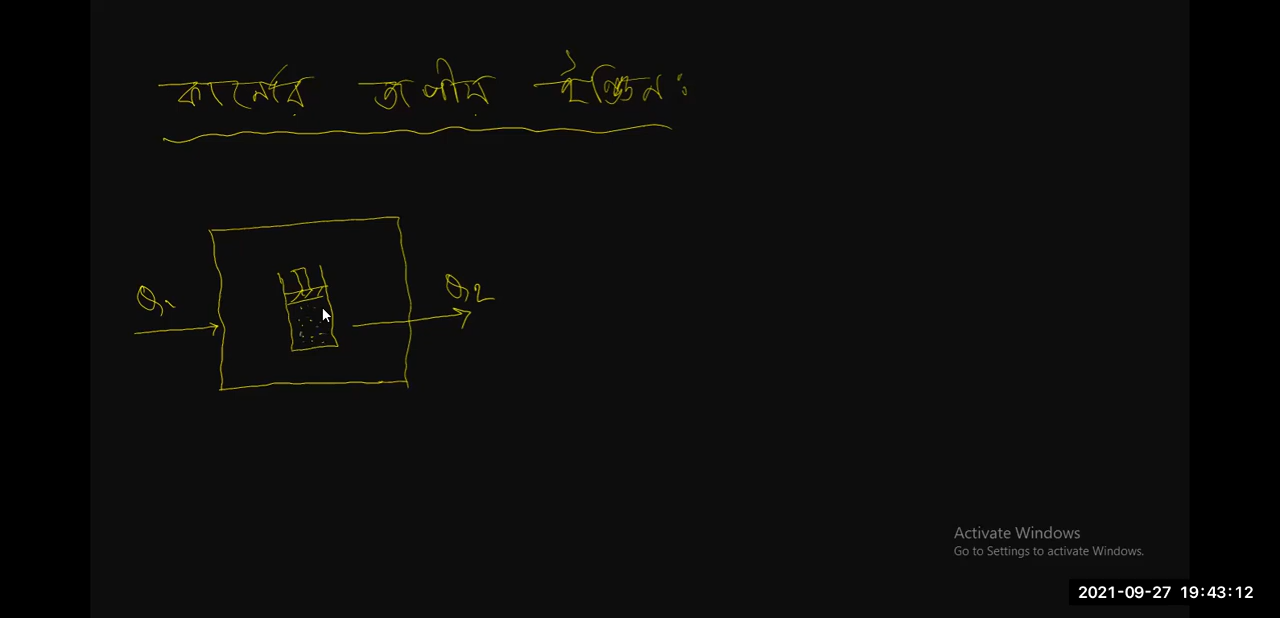 কার্নোর তাপীয় ইঞ্জিন:
Q1
Q2
Activate Windows
Go to Settings to activate Windows.
2021-09-27 19:43:12